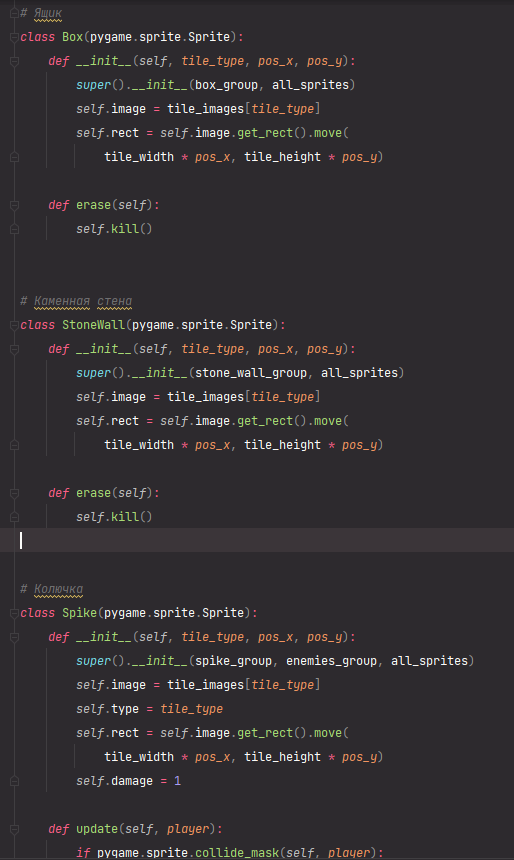 # Ящик
class Box(pygame.sprite.Sprite):
    def __init__(self, tile_type, pos_x, pos_y):
        super().__init__(box_group, all_sprites)
        self.image = tile_images[tile_type]
        self.rect = self.image.get_rect().move(
            tile_width * pos_x, tile_height * pos_y)

    def erase(self):
        self.kill()


# Каменная стена
class StoneWall(pygame.sprite.Sprite):
    def __init__(self, tile_type, pos_x, pos_y):
        super().__init__(stone_wall_group, all_sprites)
        self.image = tile_images[tile_type]
        self.rect = self.image.get_rect().move(
            tile_width * pos_x, tile_height * pos_y)

    def erase(self):
        self.kill()


# Колючка
class Spike(pygame.sprite.Sprite):
    def __init__(self, tile_type, pos_x, pos_y):
        super().__init__(spike_group, enemies_group, all_sprites)
        self.image = tile_images[tile_type]
        self.type = tile_type
        self.rect = self.image.get_rect().move(
            tile_width * pos_x, tile_height * pos_y)
        self.damage = 1

    def update(self, player):
        if pygame.sprite.collide_mask(self, player):